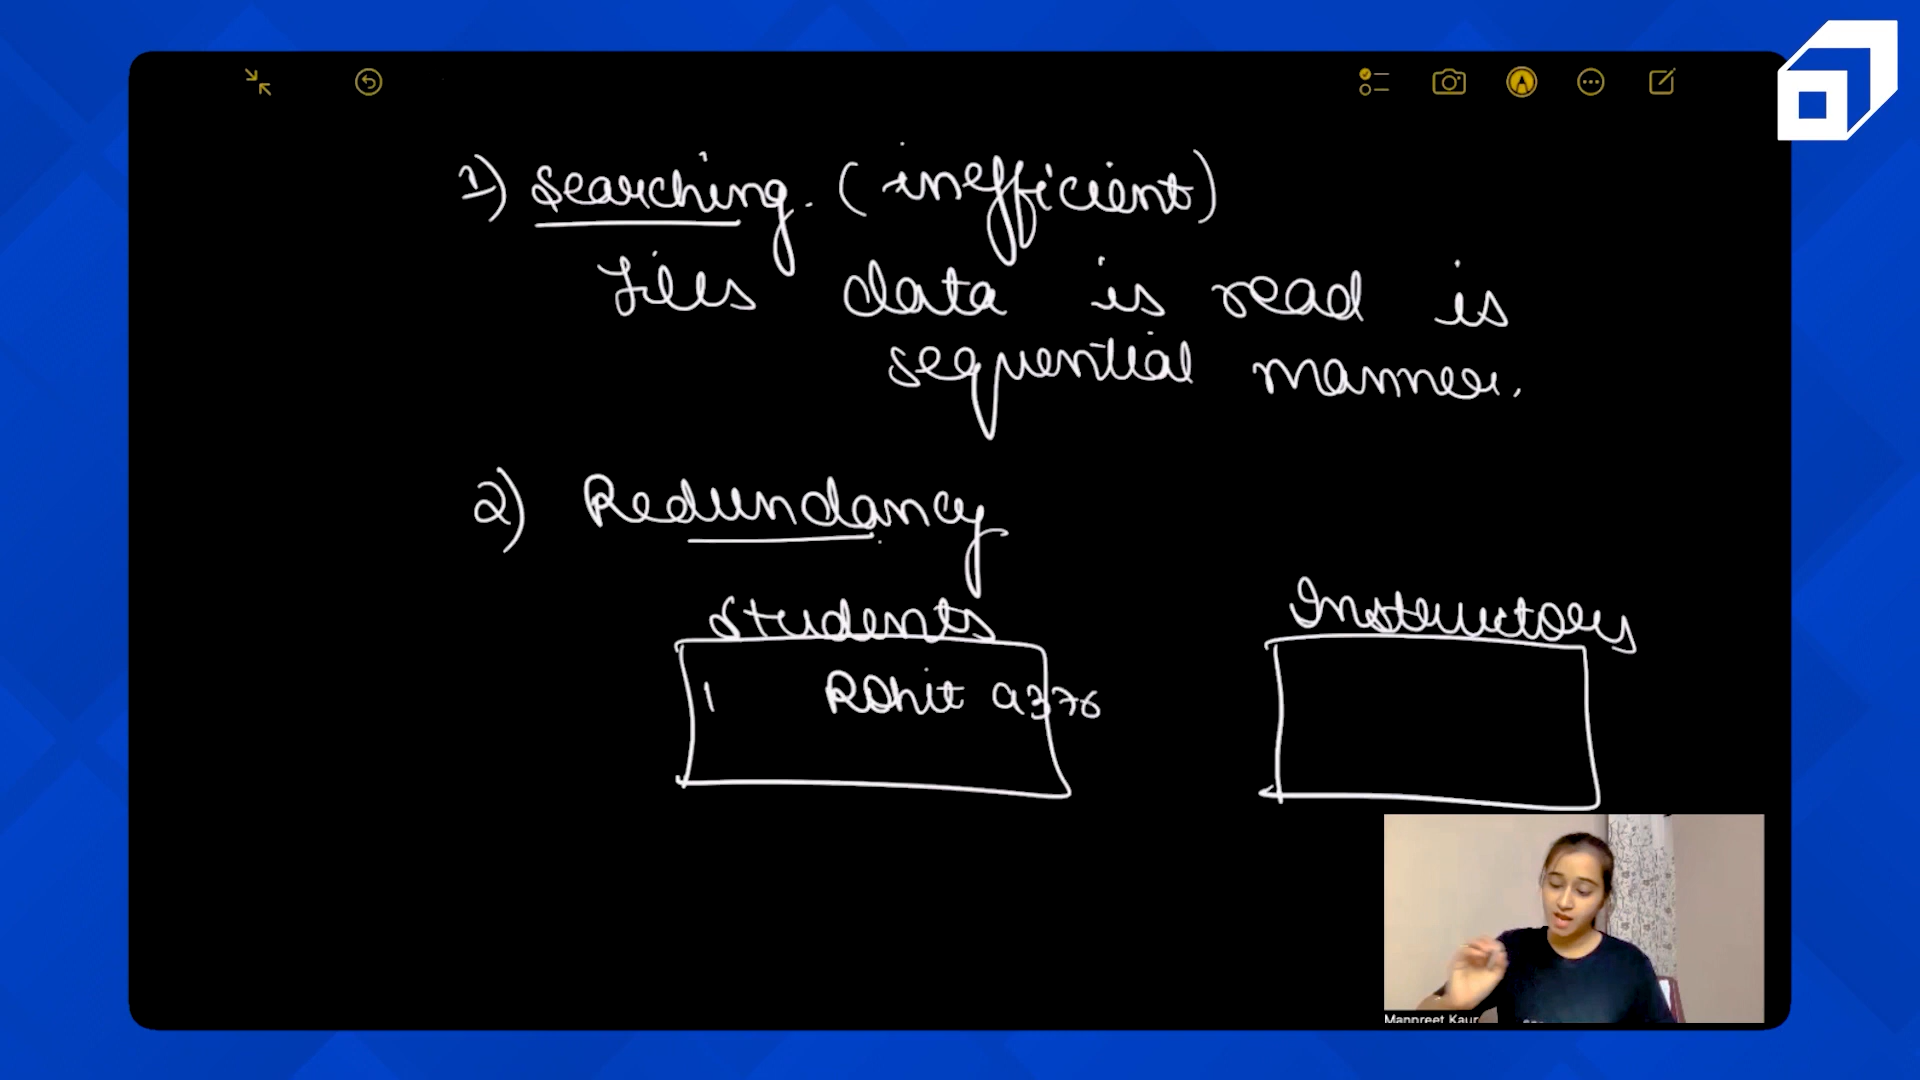 1) Searching. (inefficient)
files data is read is
sequential manner.
2) Redundancy
Students
Instructors
1 Rohit 9376
Manpreet Kaur